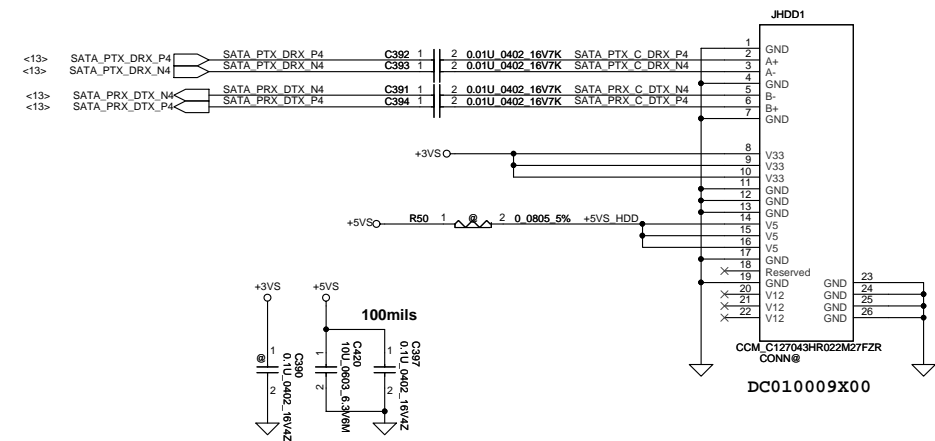 JHDD1
1 GND
<13> SATA_PTX_DRX_P4 SATA_PTX_DRX_P4 C392 1 2 0.01U_0402_16V7K SATA_PTX_C_DRX_P4 2 A+
<13> SATA_PTX_DRX_N4 SATA_PTX_DRX_N4 C393 1 2 0.01U_0402_16V7K SATA_PTX_C_DRX_N4 3 A-
4 GND
<13> SATA_PRX_DTX_N4 SATA_PRX_DTX_N4 C391 1 2 0.01U_0402_16V7K SATA_PRX_C_DTX_N4 5 B-
<13> SATA_PRX_DTX_P4 SATA_PRX_DTX_P4 C394 1 2 0.01U_0402_16V7K SATA_PRX_C_DTX_P4 6 B+
7 GND
+3VS 8 V33
9 V33
10 V33
11 GND
12 GND
13 GND
+5VS R50 1 @ 2 0_0805_5% +5VS_HDD 14 V5
15 V5
16 V5
17 GND
18 Reserved
19 GND GND 23
20 V12 GND 24
21 V12 GND 25
22 V12 GND 26
CCM_C127043HR022M27FZR
CONN@
DC010009X00
+3VS
+5VS
100mils
@ 1 2 C390
0.1U_0402_16V4Z
1 2 C420
10U_0603_6.3V6M
1 2 C397
0.1U_0402_16V4Z